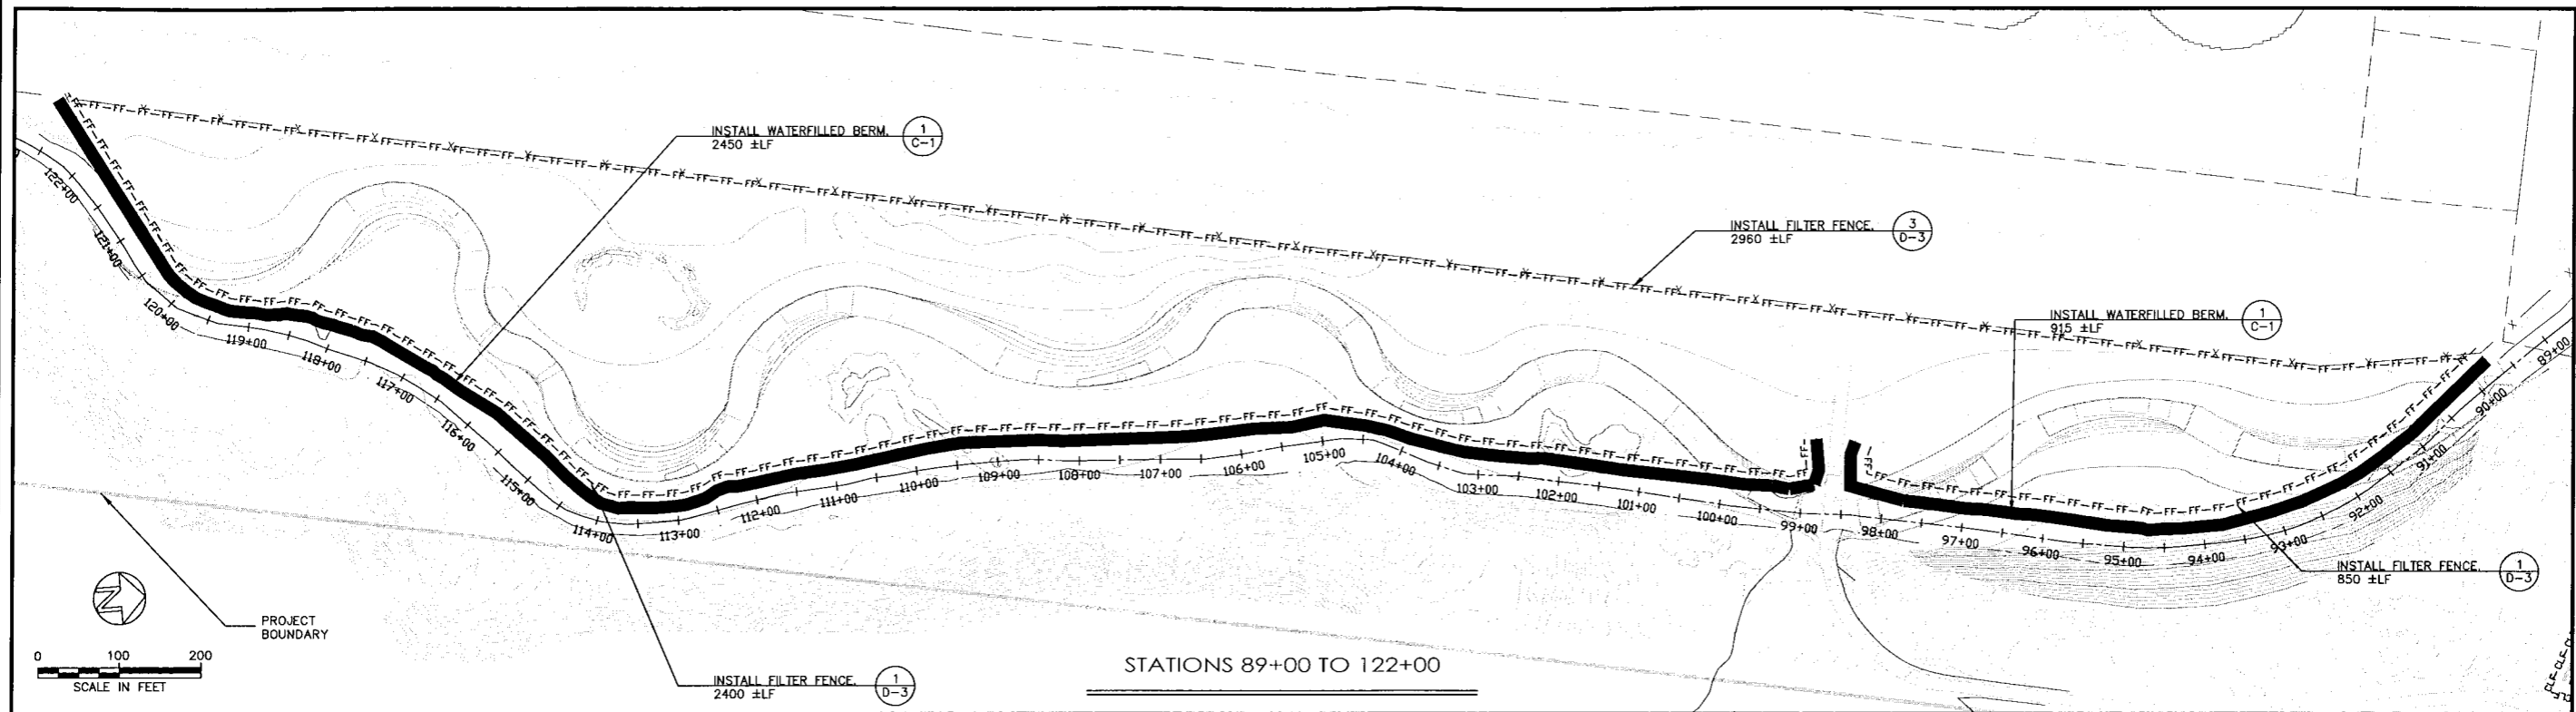 INSTALL WATERFILLED BERM. 1
2450 ±LF C-1
INSTALL FILTER FENCE. 3
2960 ±LF D-3
INSTALL WATERFILLED BERM. 1
915 ±LF C-1
INSTALL FILTER FENCE. 1
850 ±LF D-3
INSTALL FILTER FENCE. 1
2400 ±LF D-3
122+00
121+00
120+00
119+00
118+00
117+00
116+00
115+00
114+00
113+00
112+00
111+00
110+00
109+00
108+00
107+00
106+00
105+00
104+00
103+00
102+00
101+00
100+00
99+00
98+00
97+00
96+00
95+00
94+00
93+00
92+00
91+00
90+00
89+00
PROJECT
BOUNDARY
N
0 100 200
SCALE IN FEET
STATIONS 89+00 TO 122+00